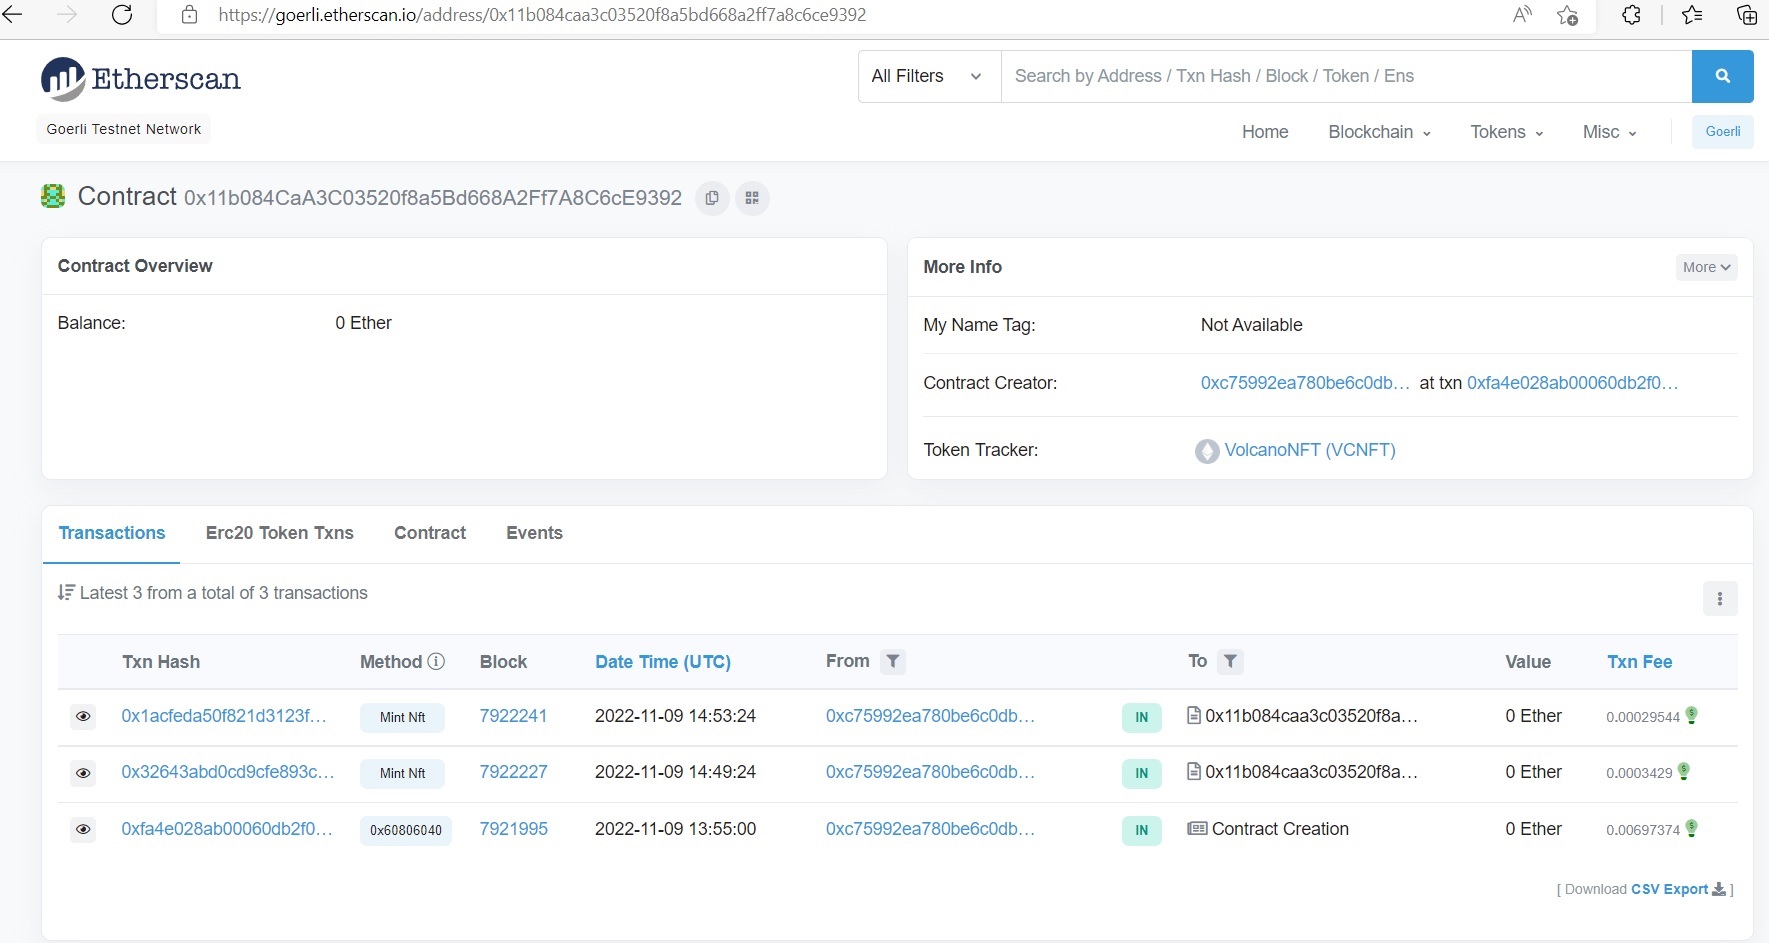 https://goerli.etherscan.io/address/0x11b084caa3c03520f8a5bd668a2ff7a8c6ce9392
Etherscan
All Filters
Search by Address / Txn Hash / Block / Token / Ens
Goerli Testnet Network
Home Blockchain Tokens Misc Goerli
Contract 0x11b084CaA3C03520f8a5Bd668A2Ff7A8C6cE9392
Contract Overview
Balance: 0 Ether
More Info
More
My Name Tag: Not Available
Contract Creator: 0xc75992ea780be6c0db... at txn 0xfa4e028ab00060db2f0...
Token Tracker: VolcanoNFT (VCNFT)
Transactions Erc20 Token Txns Contract Events
Latest 3 from a total of 3 transactions
Txn Hash Method Block Date Time (UTC) From To Value Txn Fee
0x1acfeda50f821d3123f... Mint Nft 7922241 2022-11-09 14:53:24 0xc75992ea780be6c0db... IN 0x11b084caa3c03520f8a... 0 Ether 0.00029544
0x32643abd0cd9cfe893c... Mint Nft 7922227 2022-11-09 14:49:24 0xc75992ea780be6c0db... IN 0x11b084caa3c03520f8a... 0 Ether 0.0003429
0xfa4e028ab00060db2f0... 0x60806040 7921995 2022-11-09 13:55:00 0xc75992ea780be6c0db... IN Contract Creation 0 Ether 0.00697374
[ Download CSV Export ]